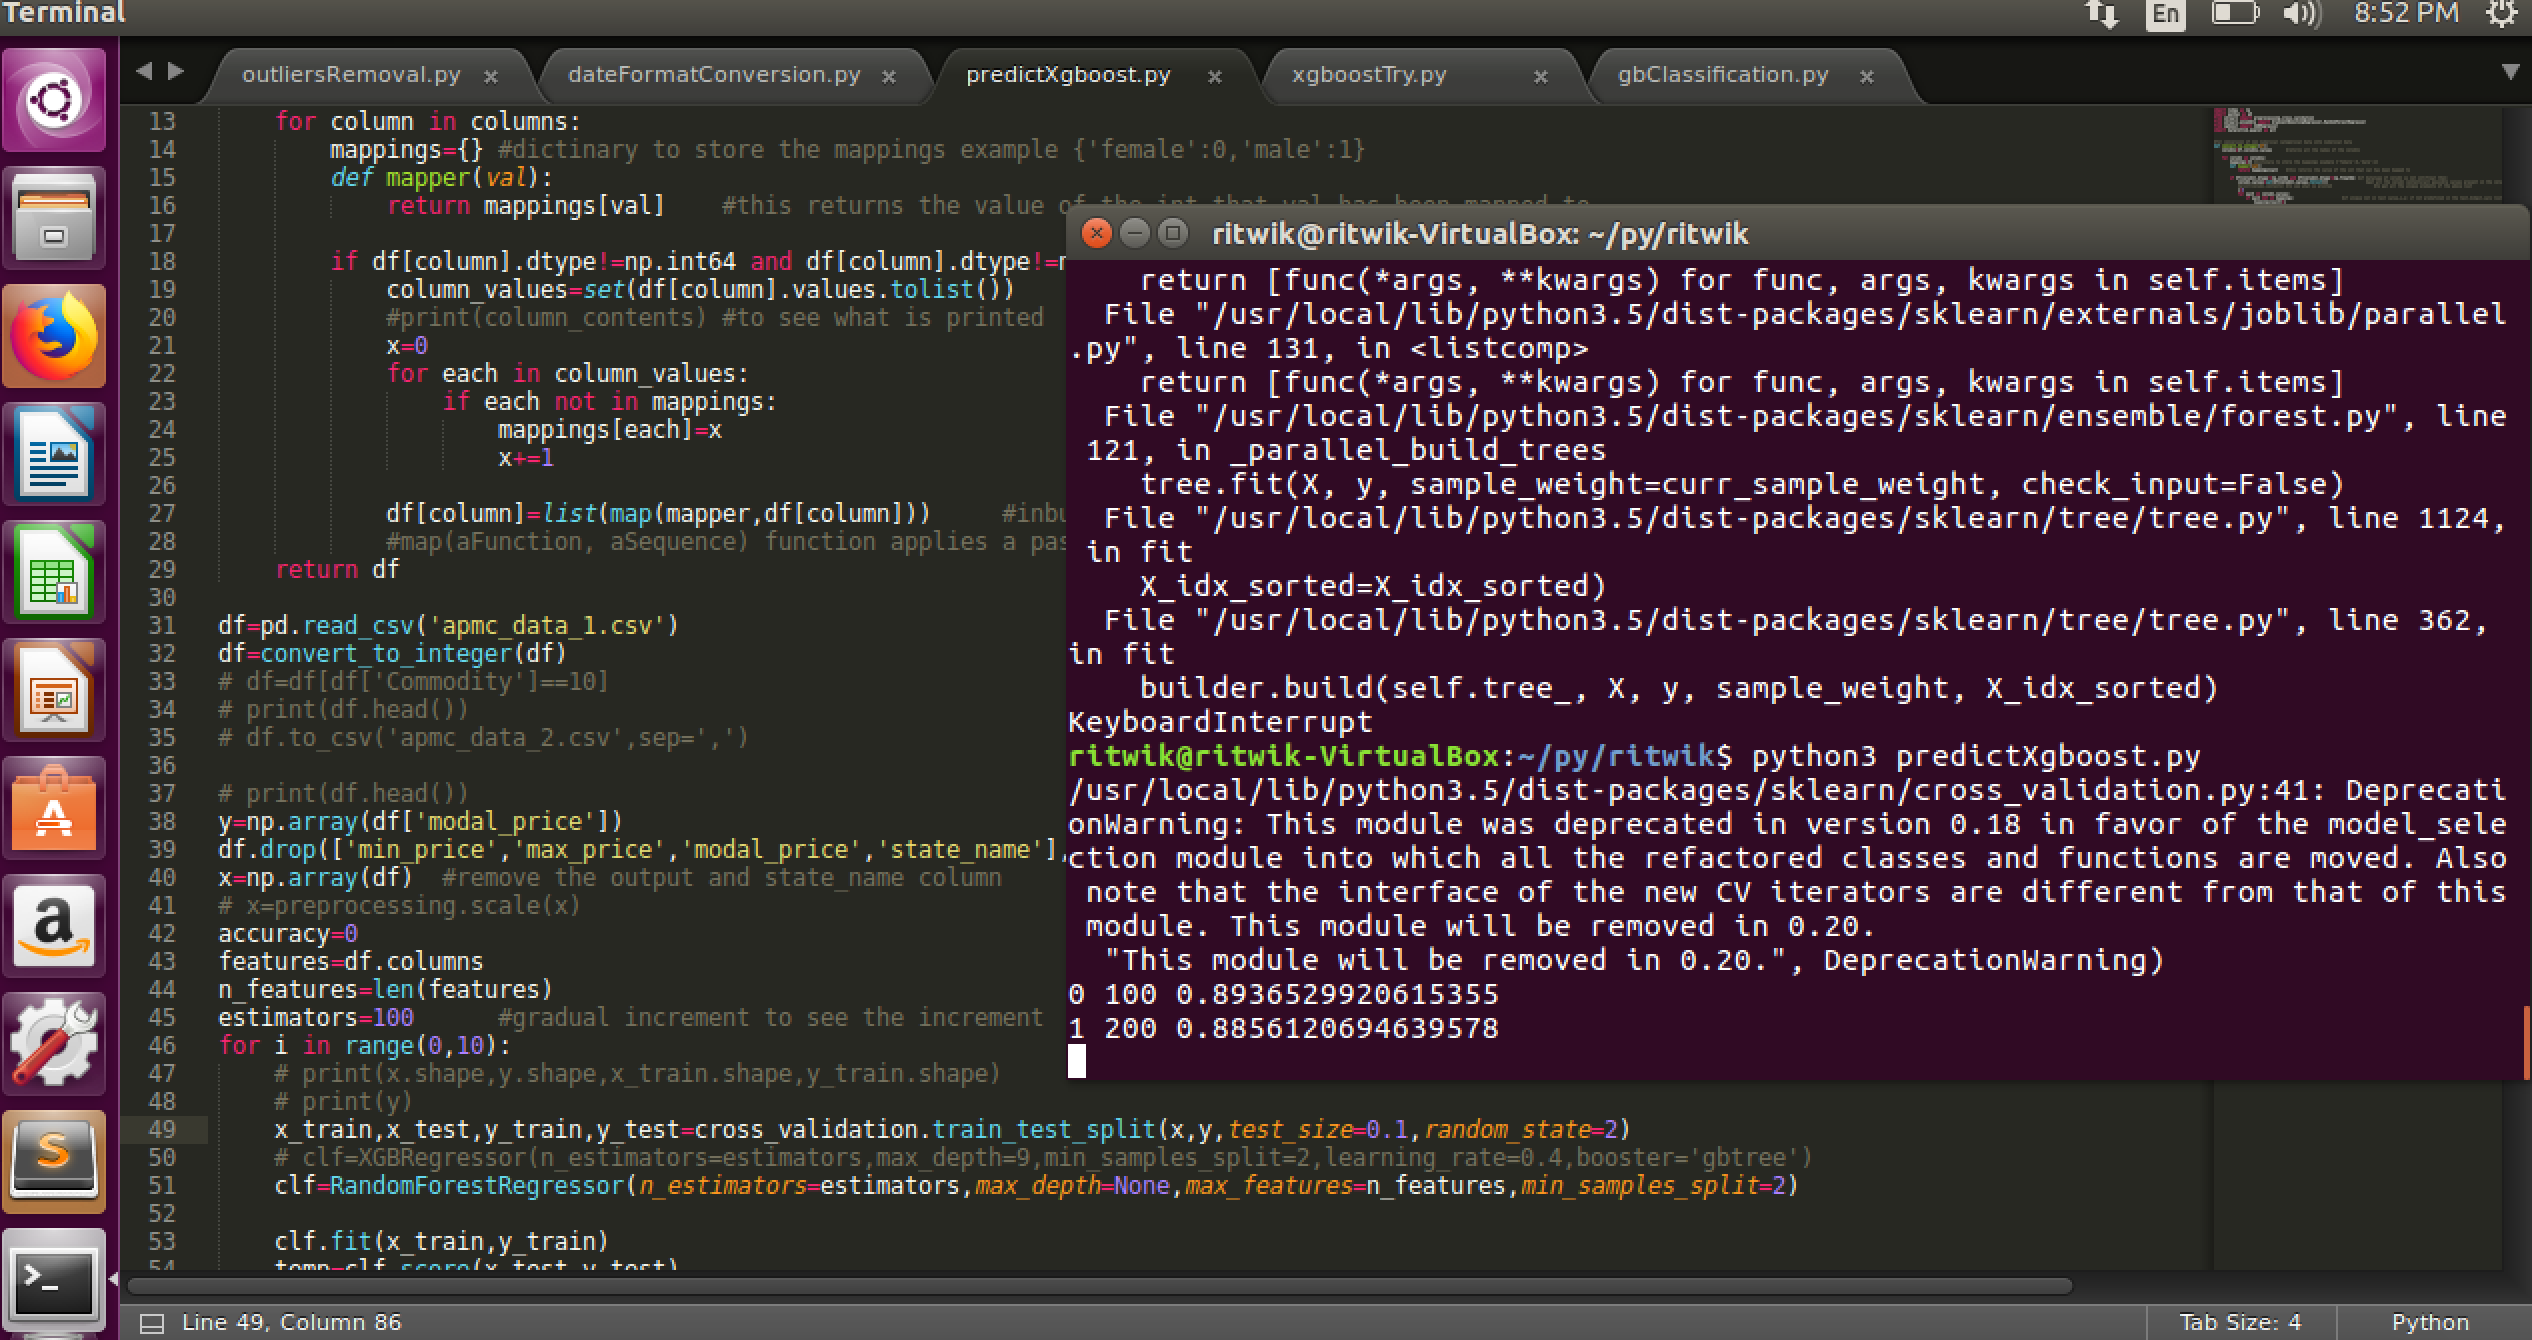 Terminal
En
8:52 PM
outliersRemoval.py
dateFormatConversion.py
predictXgboost.py
xgboostTry.py
gbClassification.py
13 for column in columns:
14 mappings={} #dictinary to store the mappings example {'female':0,'male':1}
15 def mapper(val):
16 return mappings[val] #this returns the value of the int that val has been mapped to
17
18 if df[column].dtype!=np.int64 and df[column].dtype!=n
19 column_values=set(df[column].values.tolist())
20 #print(column_contents) #to see what is printed
21 x=0
22 for each in column_values:
23 if each not in mappings:
24 mappings[each]=x
25 x+=1
26
27 df[column]=list(map(mapper,df[column])) #inbu
28 #map(aFunction, aSequence) function applies a pas
29 return df
30
31 df=pd.read_csv('apmc_data_1.csv')
32 df=convert_to_integer(df)
33 # df=df[df['Commodity']==10]
34 # print(df.head())
35 # df.to_csv('apmc_data_2.csv',sep=',')
36
37 # print(df.head())
38 y=np.array(df['modal_price'])
39 df.drop(['min_price','max_price','modal_price','state_name'],
40 x=np.array(df) #remove the output and state_name column
41 # x=preprocessing.scale(x)
42 accuracy=0
43 features=df.columns
44 n_features=len(features)
45 estimators=100 #gradual increment to see the increment
46 for i in range(0,10):
47 # print(x.shape,y.shape,x_train.shape,y_train.shape)
48 # print(y)
49 x_train,x_test,y_train,y_test=cross_validation.train_test_split(x,y,test_size=0.1,random_state=2)
50 # clf=XGBRegressor(n_estimators=estimators,max_depth=9,min_samples_split=2,learning_rate=0.4,booster='gbtree')
51 clf=RandomForestRegressor(n_estimators=estimators,max_depth=None,max_features=n_features,min_samples_split=2)
52
53 clf.fit(x_train,y_train)
54 temp=clf.score(x_test,y_test)
ritwik@ritwik-VirtualBox: ~/py/ritwik
return [func(*args, **kwargs) for func, args, kwargs in self.items]
File "/usr/local/lib/python3.5/dist-packages/sklearn/externals/joblib/parallel
.py", line 131, in <listcomp>
return [func(*args, **kwargs) for func, args, kwargs in self.items]
File "/usr/local/lib/python3.5/dist-packages/sklearn/ensemble/forest.py", line
121, in _parallel_build_trees
tree.fit(X, y, sample_weight=curr_sample_weight, check_input=False)
File "/usr/local/lib/python3.5/dist-packages/sklearn/tree/tree.py", line 1124,
in fit
X_idx_sorted=X_idx_sorted)
File "/usr/local/lib/python3.5/dist-packages/sklearn/tree/tree.py", line 362,
in fit
builder.build(self.tree_, X, y, sample_weight, X_idx_sorted)
KeyboardInterrupt
ritwik@ritwik-VirtualBox:~/py/ritwik$ python3 predictXgboost.py
/usr/local/lib/python3.5/dist-packages/sklearn/cross_validation.py:41: Deprecati
onWarning: This module was deprecated in version 0.18 in favor of the model_sele
ction module into which all the refactored classes and functions are moved. Also
note that the interface of the new CV iterators are different from that of this
module. This module will be removed in 0.20.
"This module will be removed in 0.20.", DeprecationWarning)
0 100 0.8936529920615355
1 200 0.8856120694639578
Line 49, Column 86
Tab Size: 4
Python